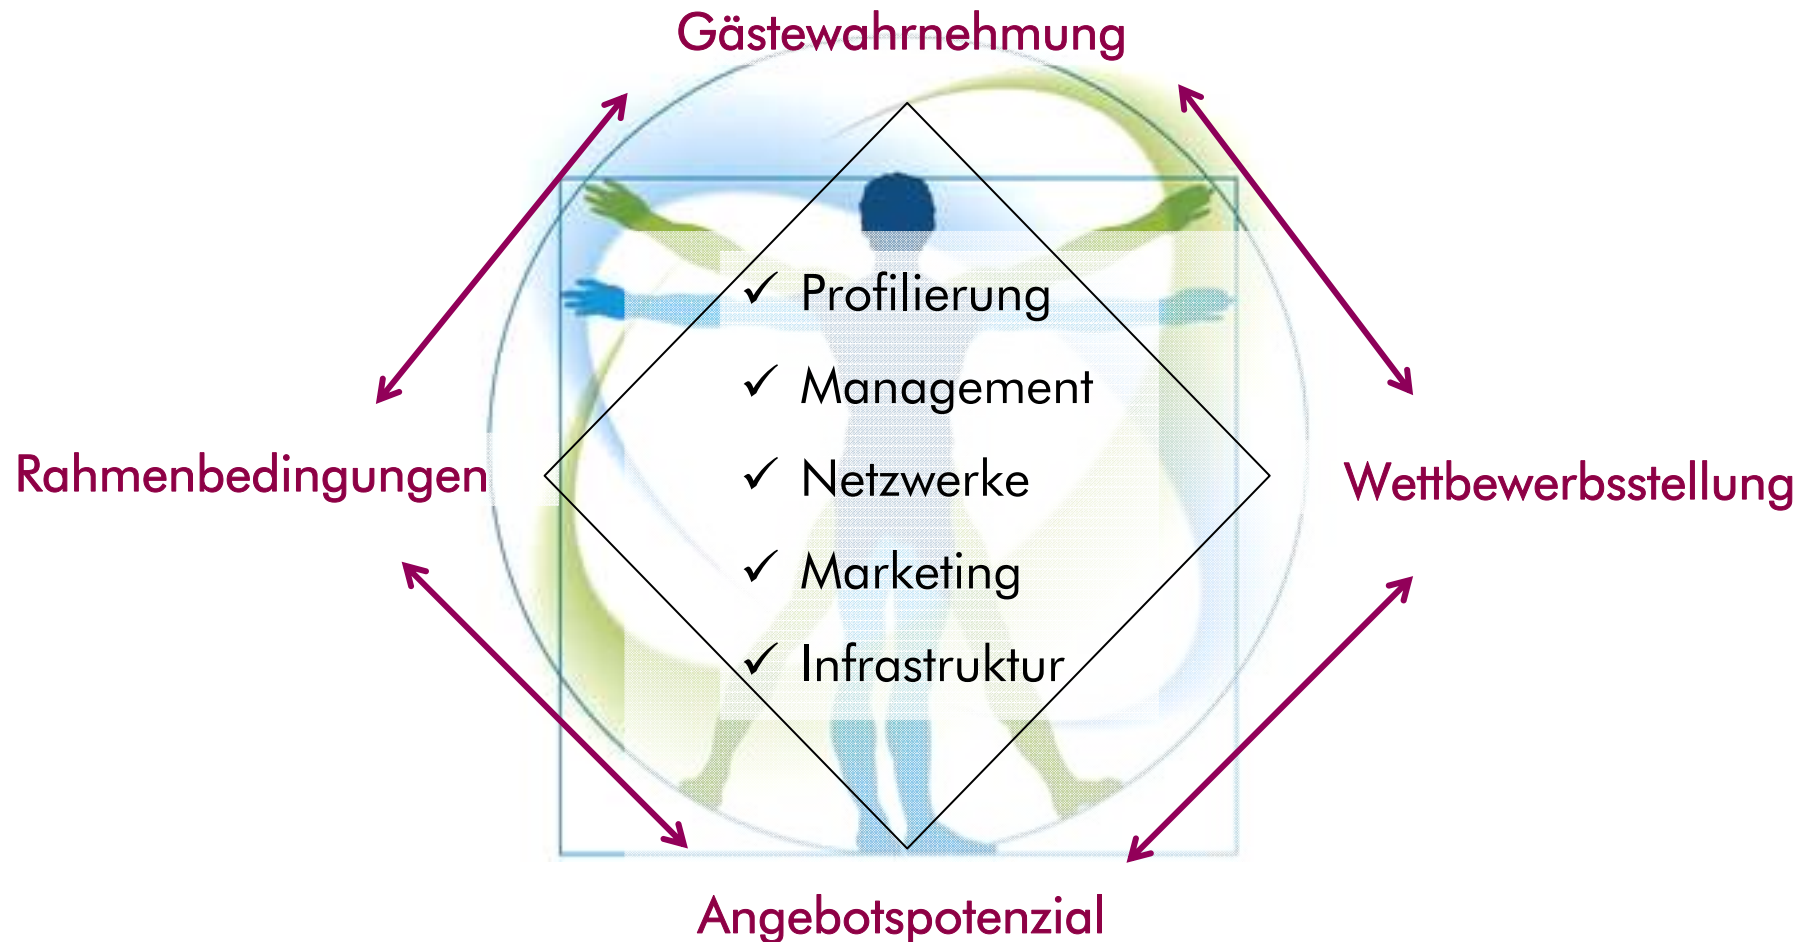 Gästewahrnehmung
✓ Profilierung
✓ Management
Rahmenbedingungen
✓ Netzwerke
Wettbewerbsstellung
✓ Marketing
✓ Infrastruktur
Angebotspotenzial